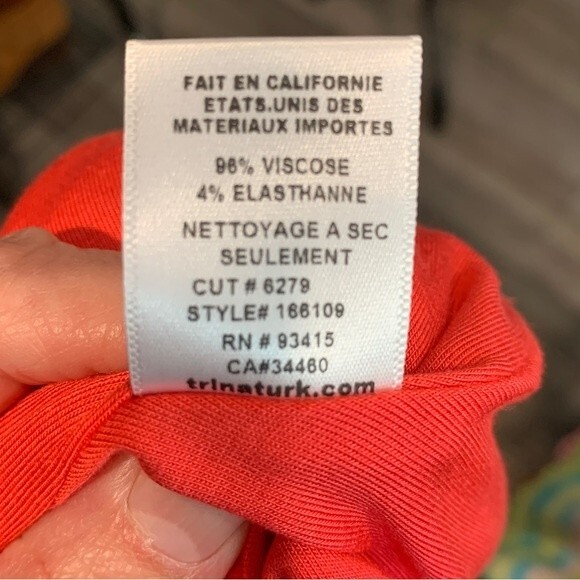 FAIT EN CALIFORNIE
ETATS.UNIS DES
MATERIAUX IMPORTES
96% VISCOSE
4% ELASTHANNE
NETTOYAGE A SEC
SEULEMENT
CUT # 6279
STYLE# 166109
RN # 93415
CA#34460
trinaturk.com